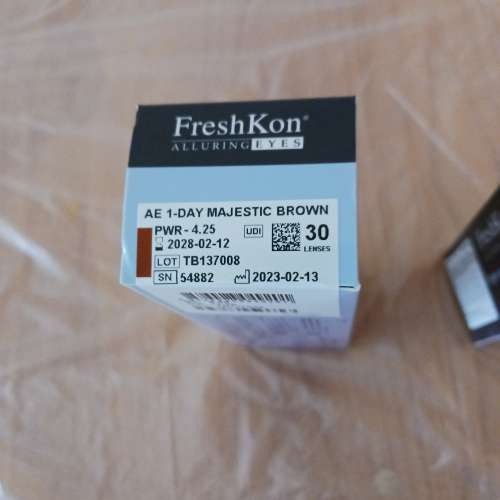 FreshKon®
ALLURING EYES
AE 1-DAY MAJESTIC BROWN
PWR - 4.25 UDI 30
2028-02-12 LENSES
LOT TB137008
SN 54882 2023-02-13